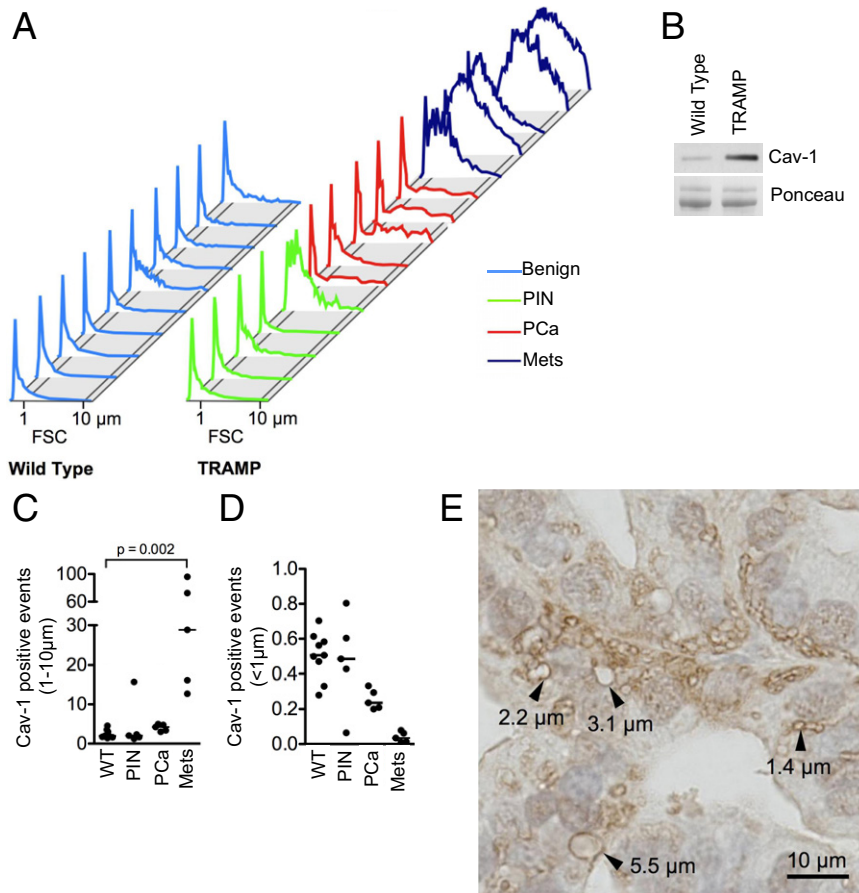 A
B
Wild Type
TRAMP
Cav-1
Ponceau
Benign
PIN
PCa
Mets
1
10 µm
FSC
Wild Type
1
10 µm
FSC
TRAMP
C
p = 0.002
Cav-1 positive events
(1-10µm)
100
60
30
20
10
0
WT
PIN
PCa
Mets
D
Cav-1 positive events
(<1µm)
1.0
0.8
0.6
0.4
0.2
0.0
WT
PIN
PCa
Mets
E
2.2 µm
3.1 µm
1.4 µm
5.5 µm
10 µm